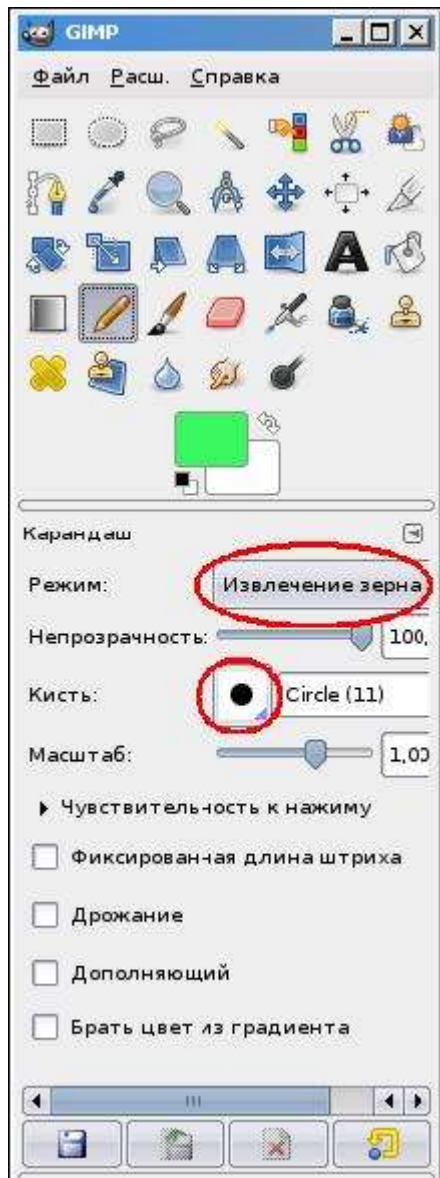 GIMP
Файл Расш. Справка
Карандаш
Режим: Извлечение зерна
Непрозрачность: 100,
Кисть: Circle (11)
Масштаб: 1,00
Чувствительность к нажиму
Фиксированная длина штриха
Дрожание
Дополняющий
Брать цвет из градиента